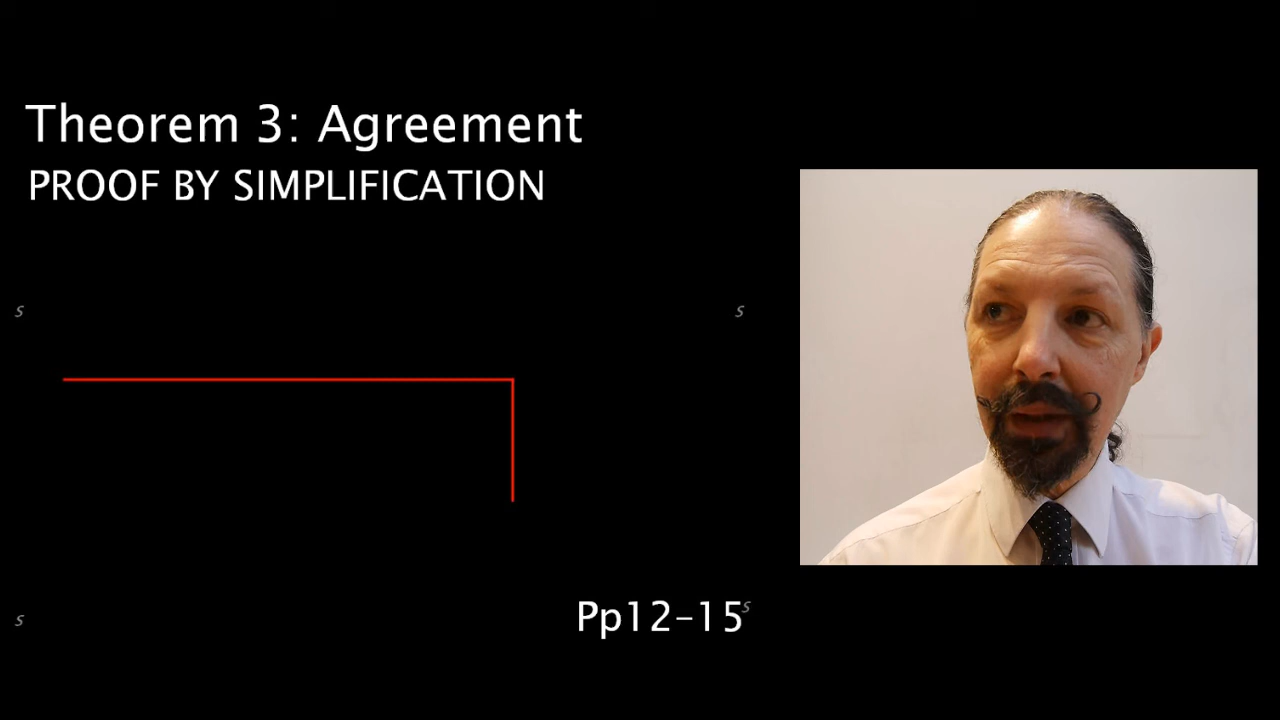 Theorem 3: Agreement
PROOF BY SIMPLIFICATION
s s
s s
Pp12-15